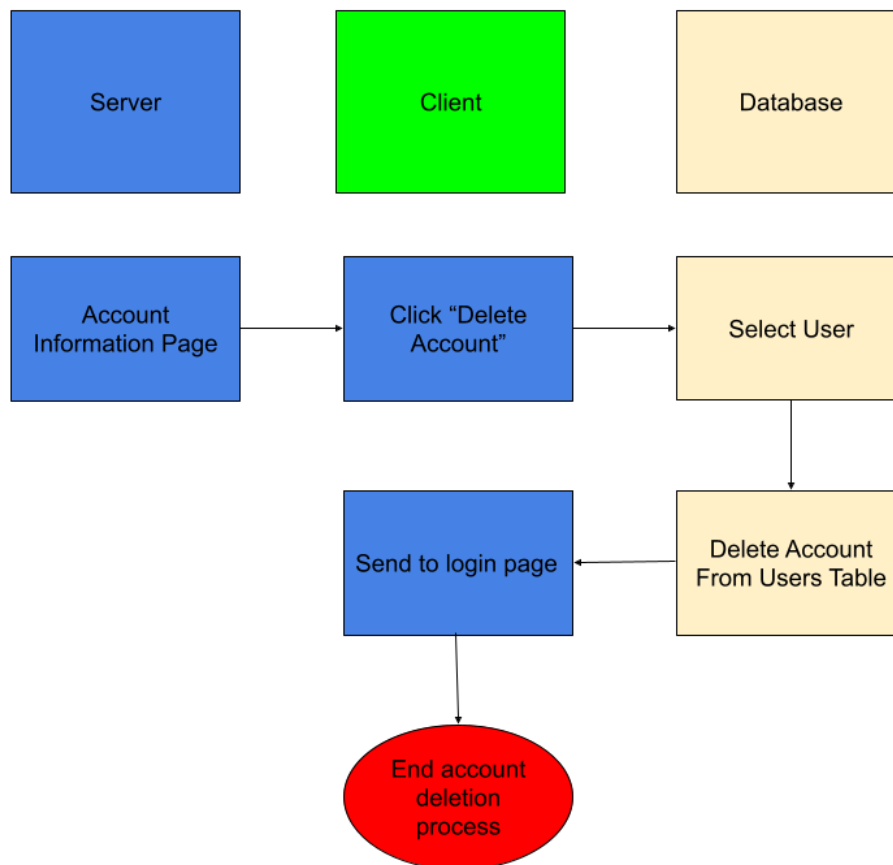 Server
Client
Database
Account
Information Page
Click “Delete
Account”
Select User
Send to login page
Delete Account
From Users Table
End account
deletion
process